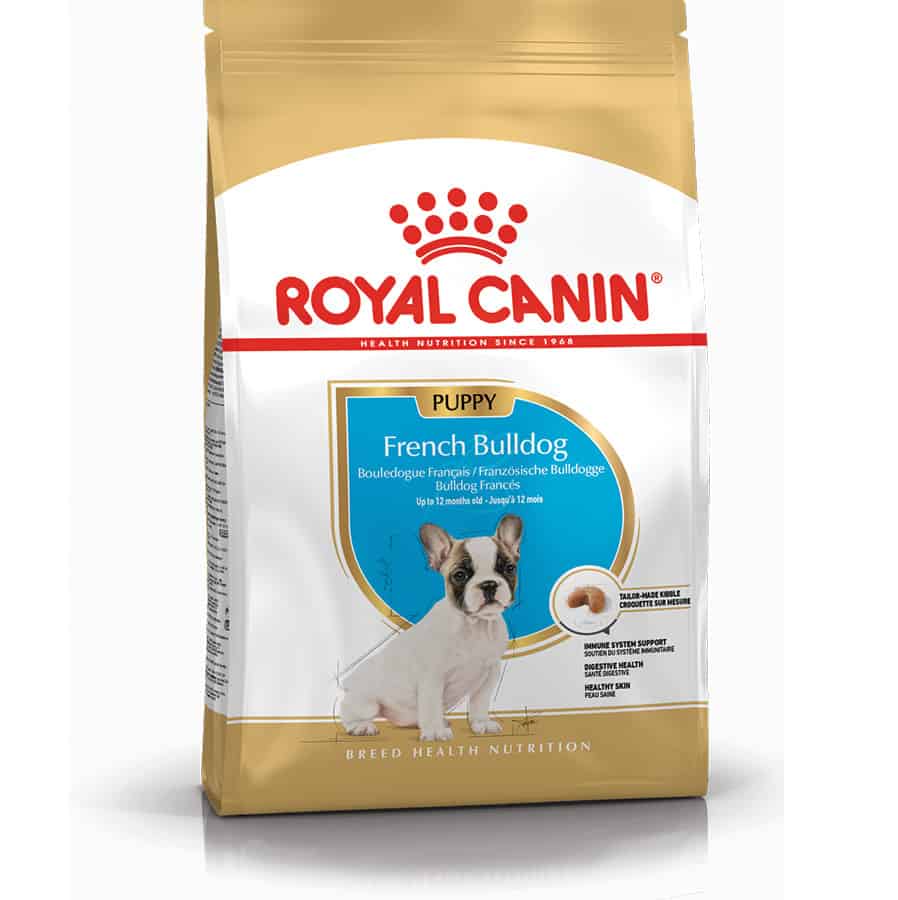 ROYAL CANIN®
HEALTH NUTRITION SINCE 1968
PUPPY
French Bulldog
Bouledogue Français / Französische Bulldogge
Bulldog Francés
Up to 12 months old - Jusqu'à 12 mois
TAILOR-MADE KIBBLE
CROQUETTE SUR MESURE
IMMUNE SYSTEM SUPPORT
SOUTIEN DU SYSTÈME IMMUNITAIRE
DIGESTIVE HEALTH
SANTÉ DIGESTIVE
HEALTHY SKIN
PEAU SAINE
BREED HEALTH NUTRITION